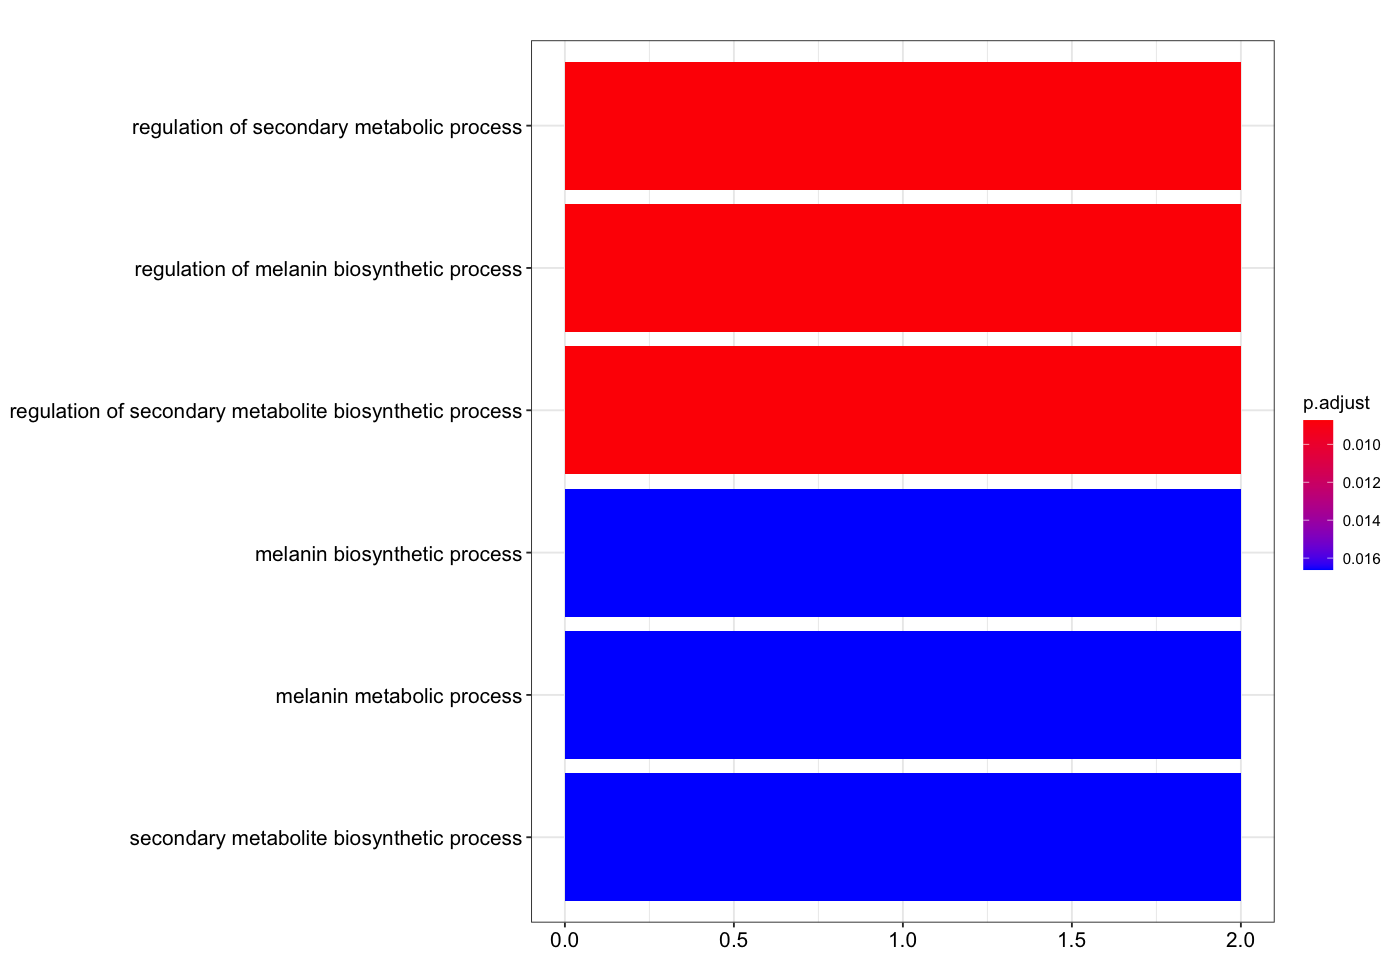 regulation of secondary metabolic process
regulation of melanin biosynthetic process
regulation of secondary metabolite biosynthetic process
melanin biosynthetic process
melanin metabolic process
secondary metabolite biosynthetic process
0.0 0.5 1.0 1.5 2.0
p.adjust
0.010
0.012
0.014
0.016